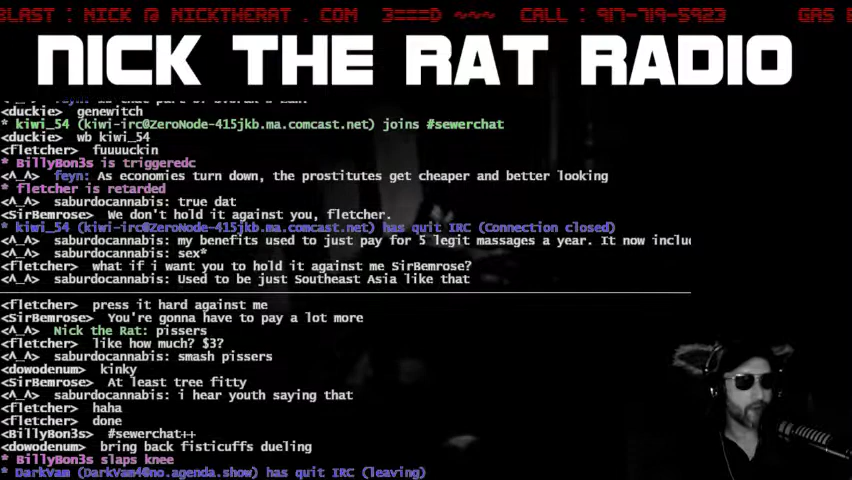 BLAST : NICK @ NICKTHERAT . COM   3===D ~~~   CALL : 917-719-5923        GAS
NICK THE RAT RADIO
<duckie> genewitch
* kiwi_54 (kiwi-irc@ZeroNode-415jkb.ma.comcast.net) joins #sewerchat
<duckie> wb kiwi_54
<fletcher> fuuuuckin
* BillyBon3s is triggeredc
<^_^> feyn: As economies turn down, the prostitutes get cheaper and better looking
* fletcher is retarded
<^_^> saburdocannabis: true dat
<SirBemrose> We don't hold it against you, fletcher.
* kiwi_54 (kiwi-irc@ZeroNode-415jkb.ma.comcast.net) has quit IRC (Connection closed)
<^_^> saburdocannabis: my benefits used to just pay for 5 legit massages a year. It now inclu
<^_^> saburdocannabis: sex*
<fletcher> what if i want you to hold it against me SirBemrose?
<^_^> saburdocannabis: Used to be just Southeast Asia like that
<fletcher> press it hard against me
<SirBemrose> You're gonna have to pay a lot more
<^_^> Nick the Rat: pissers
<fletcher> like how much? $3?
<^_^> saburdocannabis: smash pissers
<dowodenum> kinky
<SirBemrose> At least tree fitty
<^_^> saburdocannabis: i hear youth saying that
<fletcher> haha
<fletcher> done
<BillyBon3s> #sewerchat++
<dowodenum> bring back fisticuffs dueling
* BillyBon3s slaps knee
* DarkVam (DarkVam4@no.agenda.show) has quit IRC (leaving)